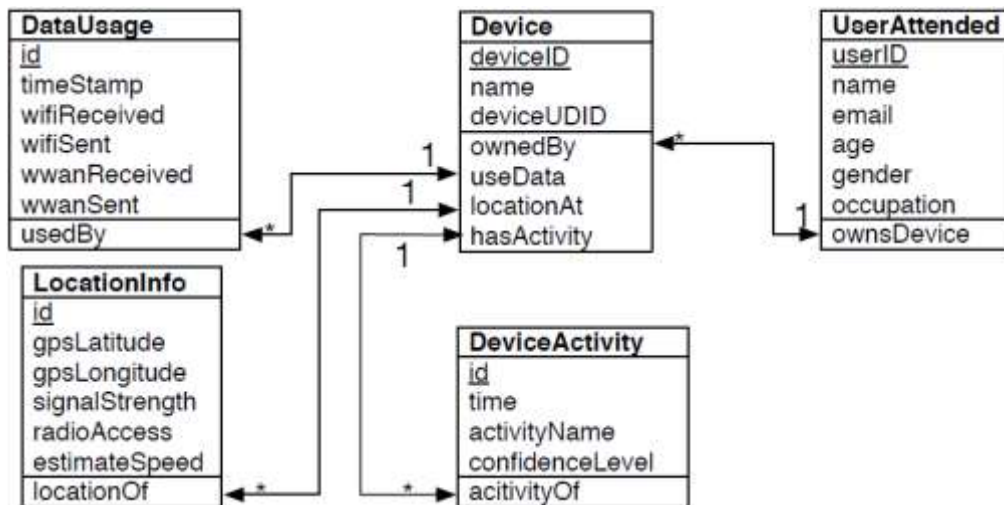 DataUsage
id
timeStamp
wifiReceived
wifiSent
wwanReceived
wwanSent
usedBy
Device
deviceID
name
deviceUDID
ownedBy
useData
locationAt
hasActivity
UserAttended
userID
name
email
age
gender
occupation
ownsDevice
1
*
1
*
1
*
*
1
LocationInfo
id
gpsLatitude
gpsLongitude
signalStrength
radioAccess
estimateSpeed
locationOf
DeviceActivity
id
time
activityName
confidenceLevel
acitivityOf